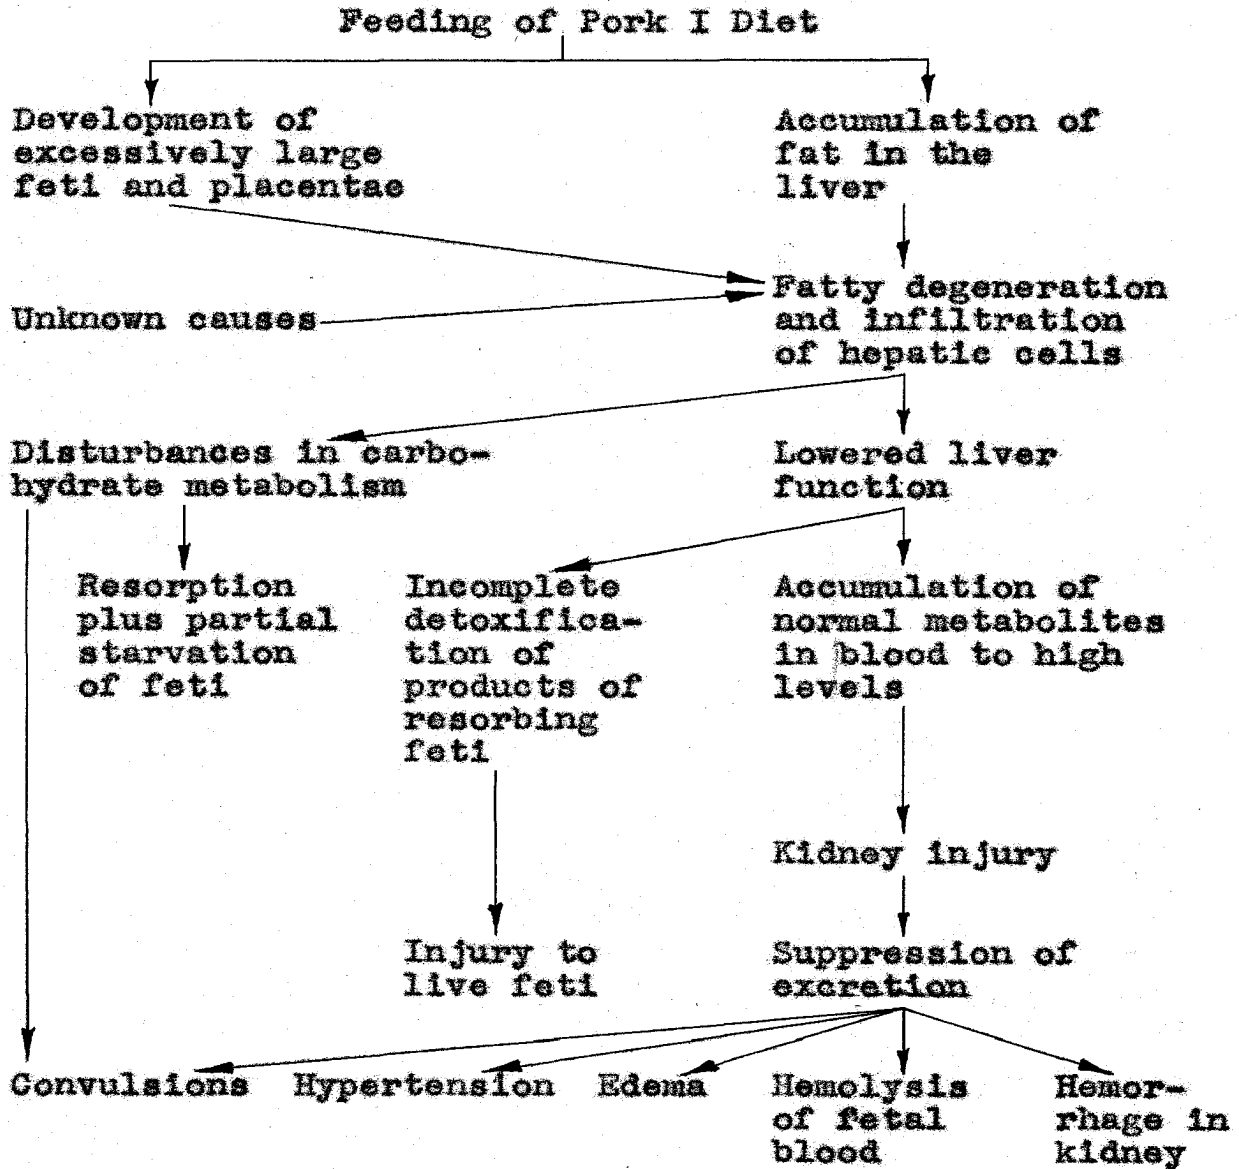 Feeding of Pork I Diet
Development of
excessively large
feti and placentae
Accumulation of
fat in the
liver
Unknown causes
Fatty degeneration
and infiltration
of hepatic cells
Disturbances in carbo-
hydrate metabolism
Lowered liver
function
Resorption
plus partial
starvation
of feti
Incomplete
detoxifica-
tion of
products of
resorbing
feti
Accumulation of
normal metabolites
in blood to high
levels
Kidney injury
Injury to
live feti
Suppression of
excretion
Convulsions
Hypertension
Edema
Hemolysis
of fetal
blood
Hemor-
rhage in
kidney